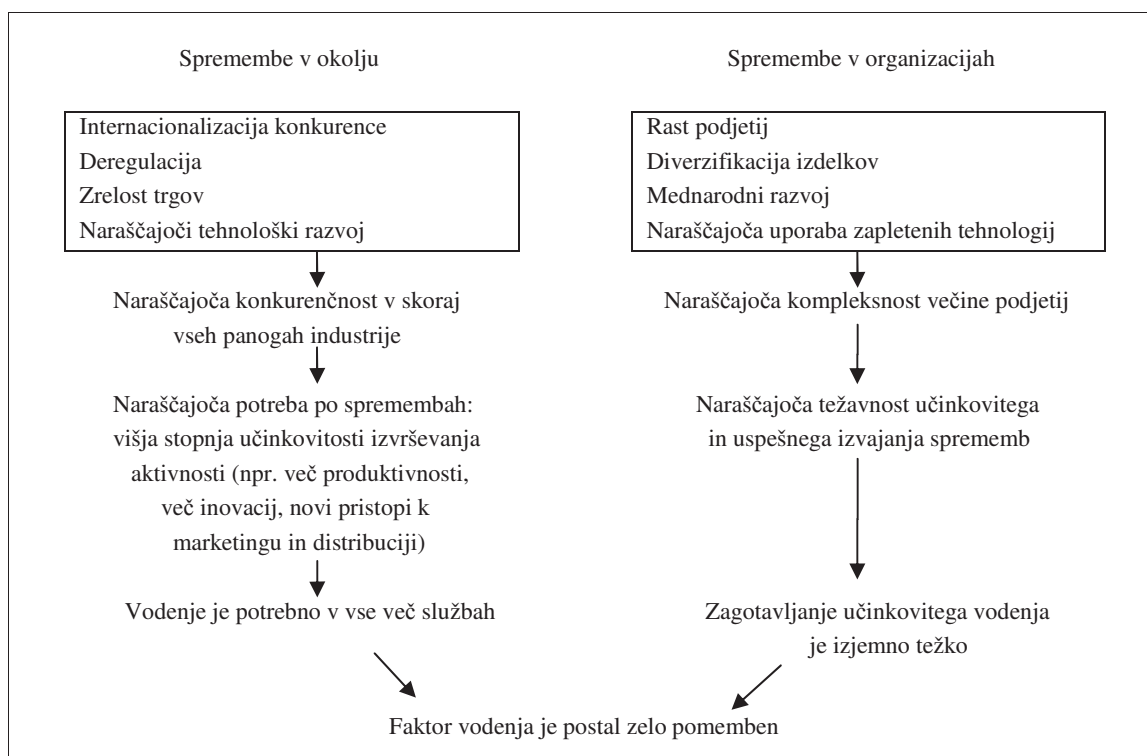 Spremembe v okolju
Internacionalizacija konkurence
Deregulacija
Zrelost trgov
Naraščajoči tehnološki razvoj
Naraščajoča konkurenčnost v skoraj
vseh panogah industrije
Naraščajoča potreba po spremembah:
višja stopnja učinkovitosti izvrševanja
aktivnosti (npr. več produktivnosti,
več inovacij, novi pristopi k
marketingu in distribuciji)
Vodenje je potrebno v vse več službah
Spremembe v organizacijah
Rast podjetij
Diverzifikacija izdelkov
Mednarodni razvoj
Naraščajoča uporaba zapletenih tehnologij
Naraščajoča kompleksnost večine podjetij
Naraščajoča težavnost učinkovitega
in uspešnega izvajanja sprememb
Zagotavljanje učinkovitega vodenja
je izjemno težko
Faktor vodenja je postal zelo pomemben